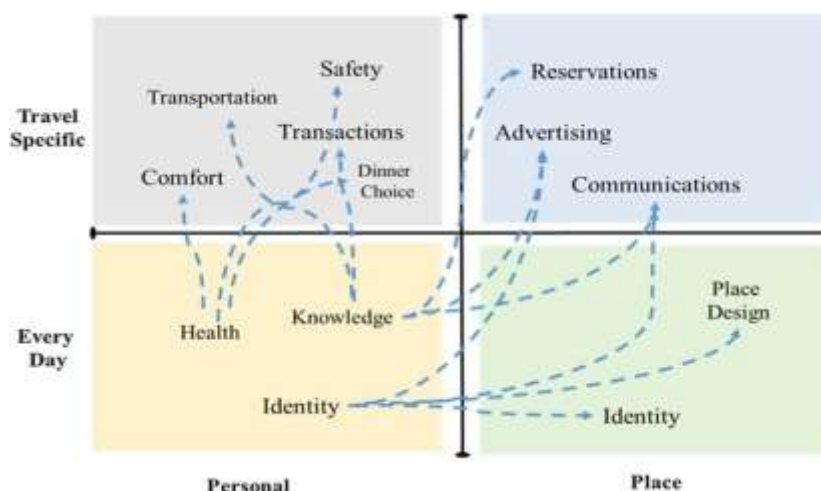 Safety
Reservations
Transportation
Travel
Specific
Transactions
Advertising
Comfort
Dinner
Choice
Communications
Every
Day
Health
Knowledge
Place
Design
Identity
Identity
Personal
Place